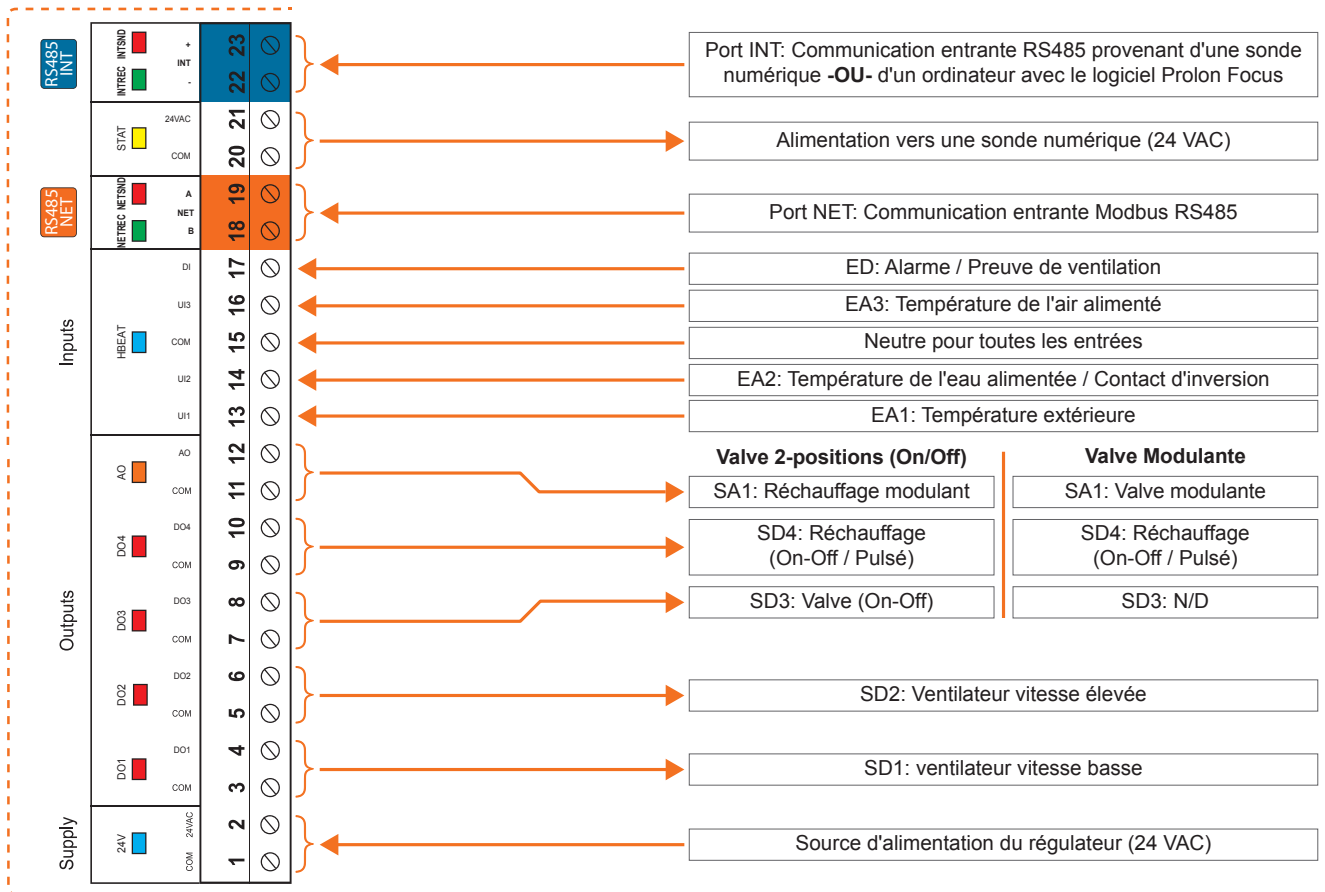 RS485
INT
INTREC INTSND
+
INT
-
23
22
Port INT: Communication entrante RS485 provenant d'une sonde
numérique -OU- d'un ordinateur avec le logiciel Prolon Focus
STAT
24VAC
COM
21
20
Alimentation vers une sonde numérique (24 VAC)
RS485
NET
NETREC NETSND
A
NET
B
19
18
Port NET: Communication entrante Modbus RS485
Inputs
HBEAT
DI
17
ED: Alarme / Preuve de ventilation
UI3
16
EA3: Température de l'air alimenté
COM
15
Neutre pour toutes les entrées
UI2
14
EA2: Température de l'eau alimentée / Contact d'inversion
UI1
13
EA1: Température extérieure
Outputs
Valve 2-positions (On/Off)
Valve Modulante
AO
AO
COM
12
11
SA1: Réchauffage modulant
SA1: Valve modulante
DO4
DO4
COM
10
9
SD4: Réchauffage
(On-Off / Pulsé)
SD4: Réchauffage
(On-Off / Pulsé)
DO3
DO3
COM
8
7
SD3: Valve (On-Off)
SD3: N/D
DO2
DO2
COM
6
5
SD2: Ventilateur vitesse élevée
DO1
DO1
COM
4
3
SD1: ventilateur vitesse basse
Supply
24V
COM 24VAC
2
1
Source d'alimentation du régulateur (24 VAC)